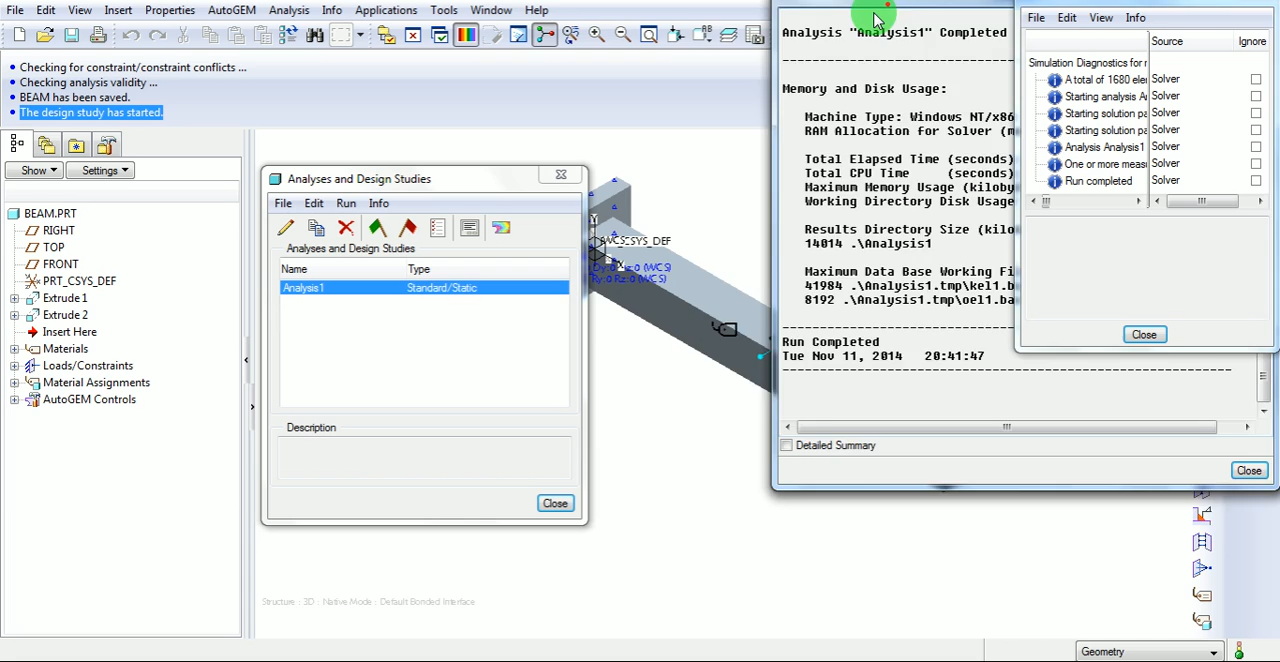 File Edit View Insert Properties AutoGEM Analysis Info Applications Tools Window Help
Checking for constraint/constraint conflicts ...
Checking analysis validity ...
BEAM has been saved.
The design study has started.
Show Settings
BEAM.PRT
RIGHT
TOP
FRONT
PRT_CSYS_DEF
Extrude 1
Extrude 2
Insert Here
Materials
Loads/Constraints
Material Assignments
AutoGEM Controls
Analyses and Design Studies
File Edit Run Info
Analyses and Design Studies
Name Type
Analysis1 Standard/Static
Description
Close
Structure : 3D : Native Mode : Default Bonded Interface
Analysis "Analysis1" Completed
Memory and Disk Usage:
Machine Type: Windows NT/x86
RAM Allocation for Solver
Total Elapsed Time (seconds)
Total CPU Time (seconds)
Maximum Memory Usage
Working Directory Disk
Results Directory Size
14014 .\Analysis1
Maximum Data Base Working
41984 .\Analysis1.tmp\kel1.ba
8192 .\Analysis1.tmp\oel1.ba
Run Completed
Tue Nov 11, 2014 20:41:47
Detailed Summary
Close
File Edit View Info
Source Ignore
Simulation Diagnostics for
A total of 1680 Solver
Starting analysis Solver
Starting solution Solver
Starting solution Solver
Analysis Analysis1 Solver
One or more Solver
Run completed Solver
Close
Geometry